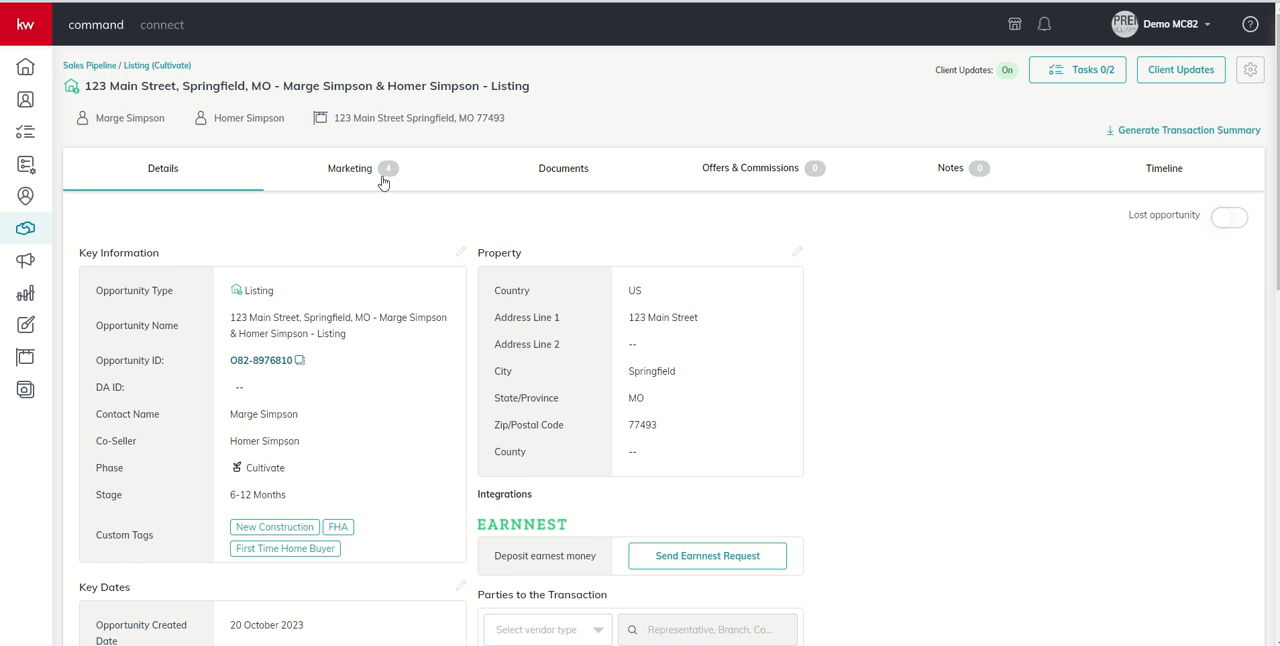 kw
command
connect
PREI
Demo MC82
Sales Pipeline / Listing (Cultivate)
Client Updates:
On
Tasks 0/2
Client Updates
123 Main Street, Springfield, MO - Marge Simpson & Homer Simpson - Listing
Marge Simpson
Homer Simpson
123 Main Street Springfield, MO 77493
Generate Transaction Summary
Details
Marketing
4
Documents
Offers & Commissions
0
Notes
0
Timeline
Lost opportunity
Key Information
Opportunity Type
Listing
Opportunity Name
123 Main Street, Springfield, MO - Marge Simpson
& Homer Simpson - Listing
Opportunity ID:
O82-8976810
DA ID:
--
Contact Name
Marge Simpson
Co-Seller
Homer Simpson
Phase
Cultivate
Stage
6-12 Months
Custom Tags
New Construction
FHA
First Time Home Buyer
Key Dates
Opportunity Created
Date
20 October 2023
Property
Country
US
Address Line 1
123 Main Street
Address Line 2
--
City
Springfield
State/Province
MO
Zip/Postal Code
77493
County
--
Integrations
EARNNEST
Deposit earnest money
Send Earnnest Request
Parties to the Transaction
Select vendor type
Representative, Branch, Co...